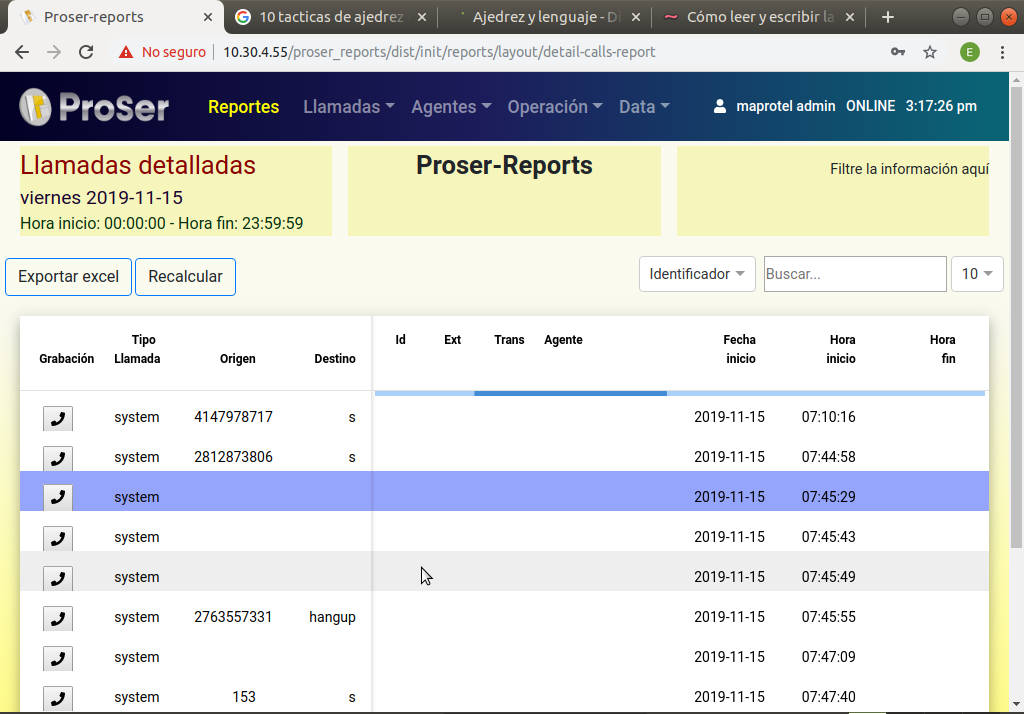 Proser-reports
10 tacticas de ajedrez
Ajedrez y lenguaje - Di
Cómo leer y escribir la
No seguro
10.30.4.55/proser_reports/dist/init/reports/layout/detail-calls-report
E
ProSer
Reportes
Llamadas
Agentes
Operación
Data
maprotel admin
ONLINE
3:17:26 pm
Llamadas detalladas
viernes 2019-11-15
Hora inicio: 00:00:00 - Hora fin: 23:59:59
Proser-Reports
Filtre la información aquí
Exportar excel
Recalcular
Identificador
Buscar...
10
Grabación
Tipo
Llamada
Origen
Destino
Id
Ext
Trans
Agente
Fecha
inicio
Hora
inicio
Hora
fin
system 4147978717 s 2019-11-15 07:10:16
system 2812873806 s 2019-11-15 07:44:58
system 2019-11-15 07:45:29
system 2019-11-15 07:45:43
system 2019-11-15 07:45:49
system 2763557331 hangup 2019-11-15 07:45:55
system 2019-11-15 07:47:09
system 153 s 2019-11-15 07:47:40